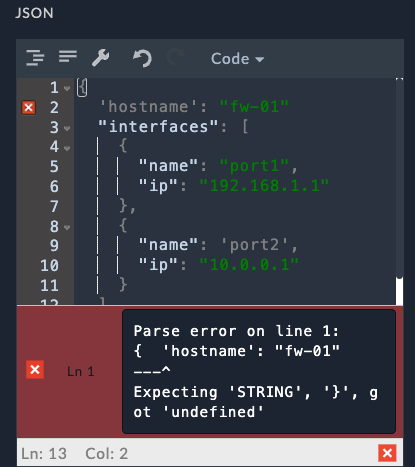 JSON
Code
1 {
2 'hostname': "fw-01"
3 "interfaces": [
4 {
5 "name": "port1",
6 "ip": "192.168.1.1"
7 },
8 {
9 "name": 'port2',
10 "ip": "10.0.0.1"
11 }
12 ]
Ln 1
Parse error on line 1:
{  'hostname': "fw-01"
---^
Expecting 'STRING', '}', g
ot 'undefined'
Ln: 13 Col: 2